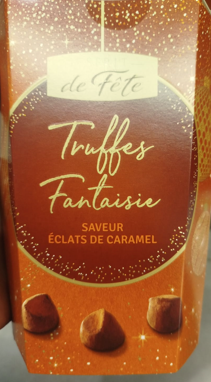 de Fête
Truffes
Fantaisie
SAVEUR
ÉCLATS DE CARAMEL